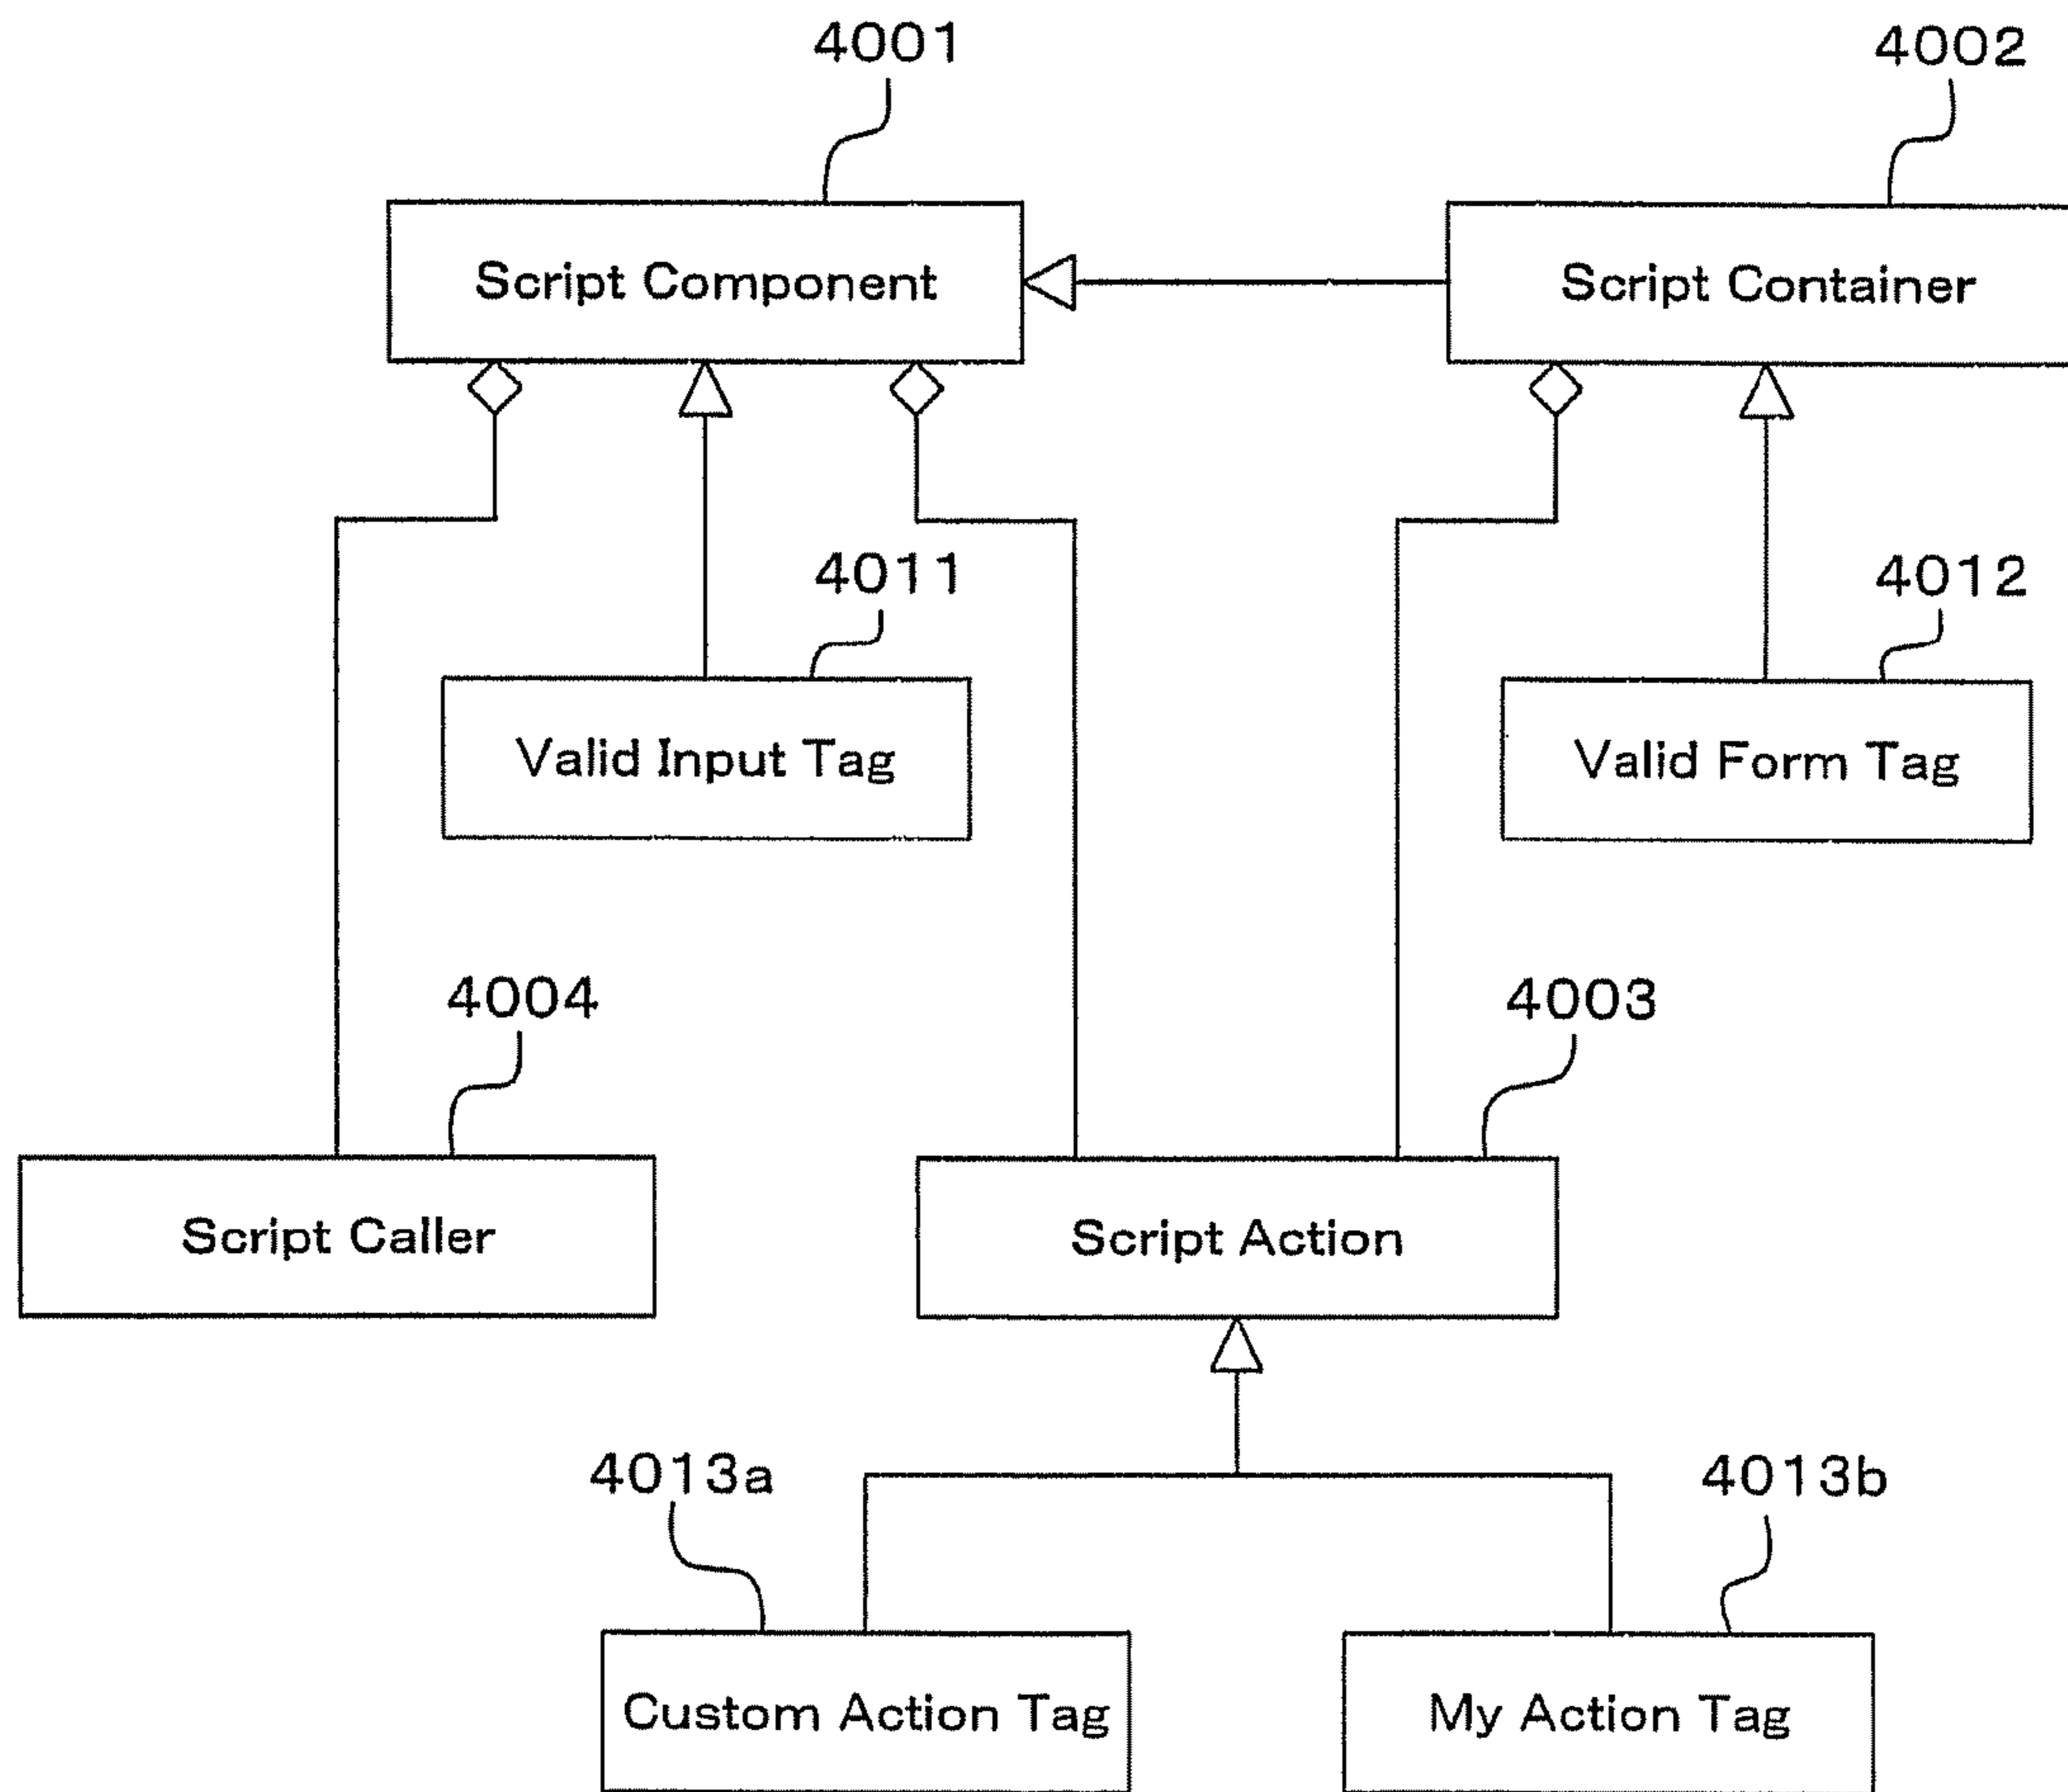 4001
4002
Script Component
Script Container
4011
4012
Valid Input Tag
Valid Form Tag
4004
4003
Script Caller
Script Action
4013a
4013b
Custom Action Tag
My Action Tag